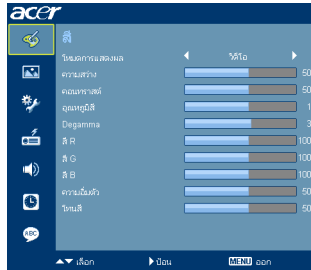 acer
สี
โหมดการแสดงผล วิดีโอ
ความสว่าง 50
คอนทราสต์ 50
อุณหภูมิสี 1
Degamma 3
สี R 100
สี G 100
สี B 100
ความอิ่มตัว 50
โทนสี 50
ABC
เลือก ป้อน MENU ออก